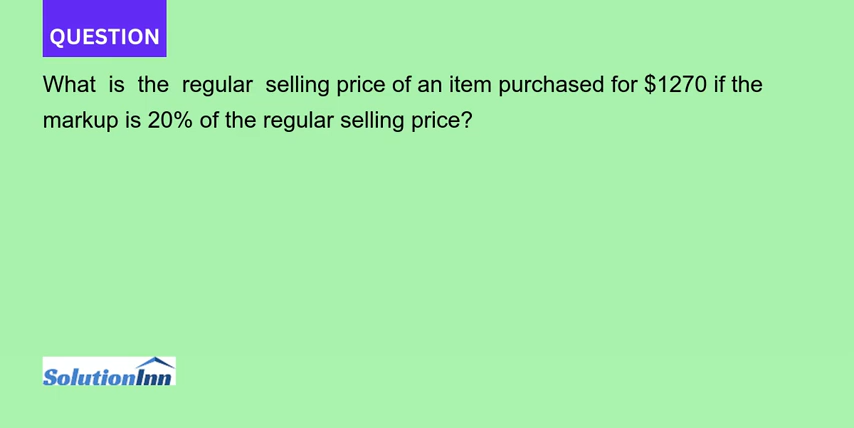 QUESTION
What is the regular selling price of an item purchased for $1270 if the
markup is 20% of the regular selling price?
SolutionInn